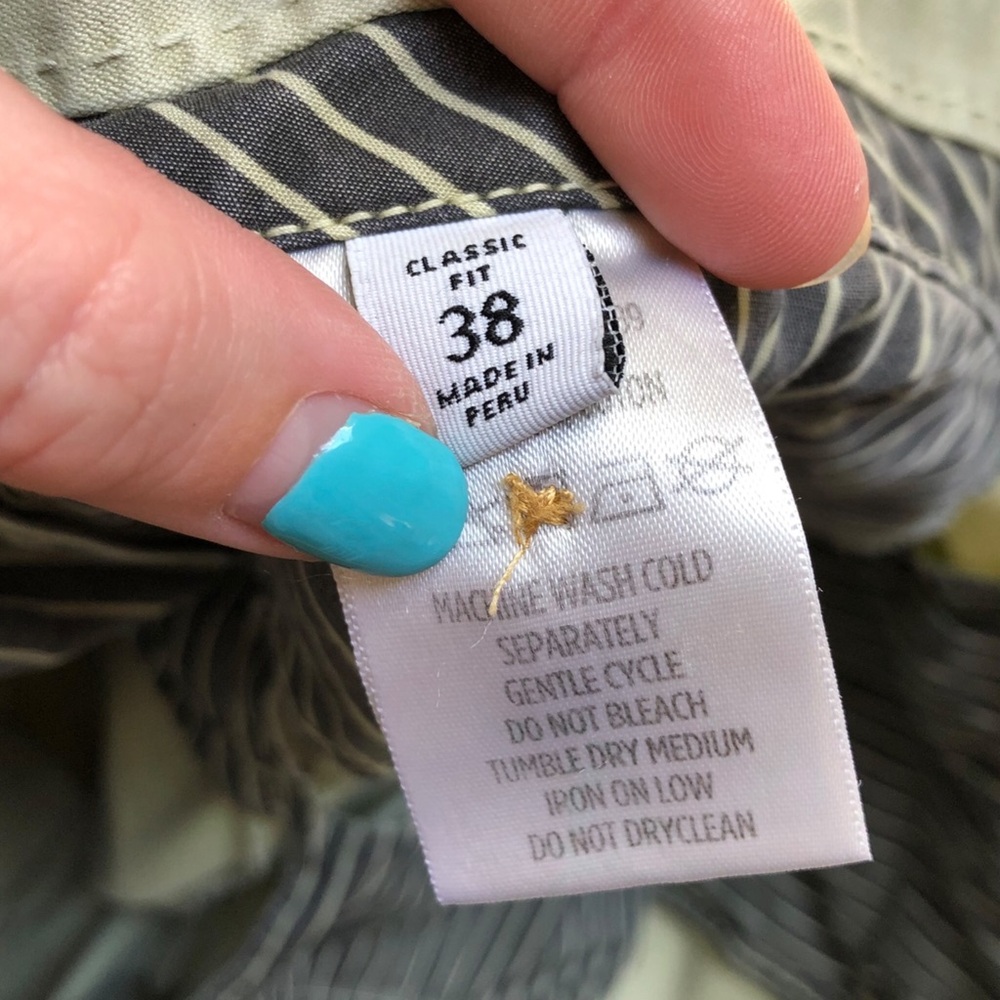 CLASSIC
FIT
38
MADE IN
PERU
MACHINE WASH COLD
SEPARATELY
GENTLE CYCLE
DO NOT BLEACH
TUMBLE DRY MEDIUM
IRON ON LOW
DO NOT DRYCLEAN